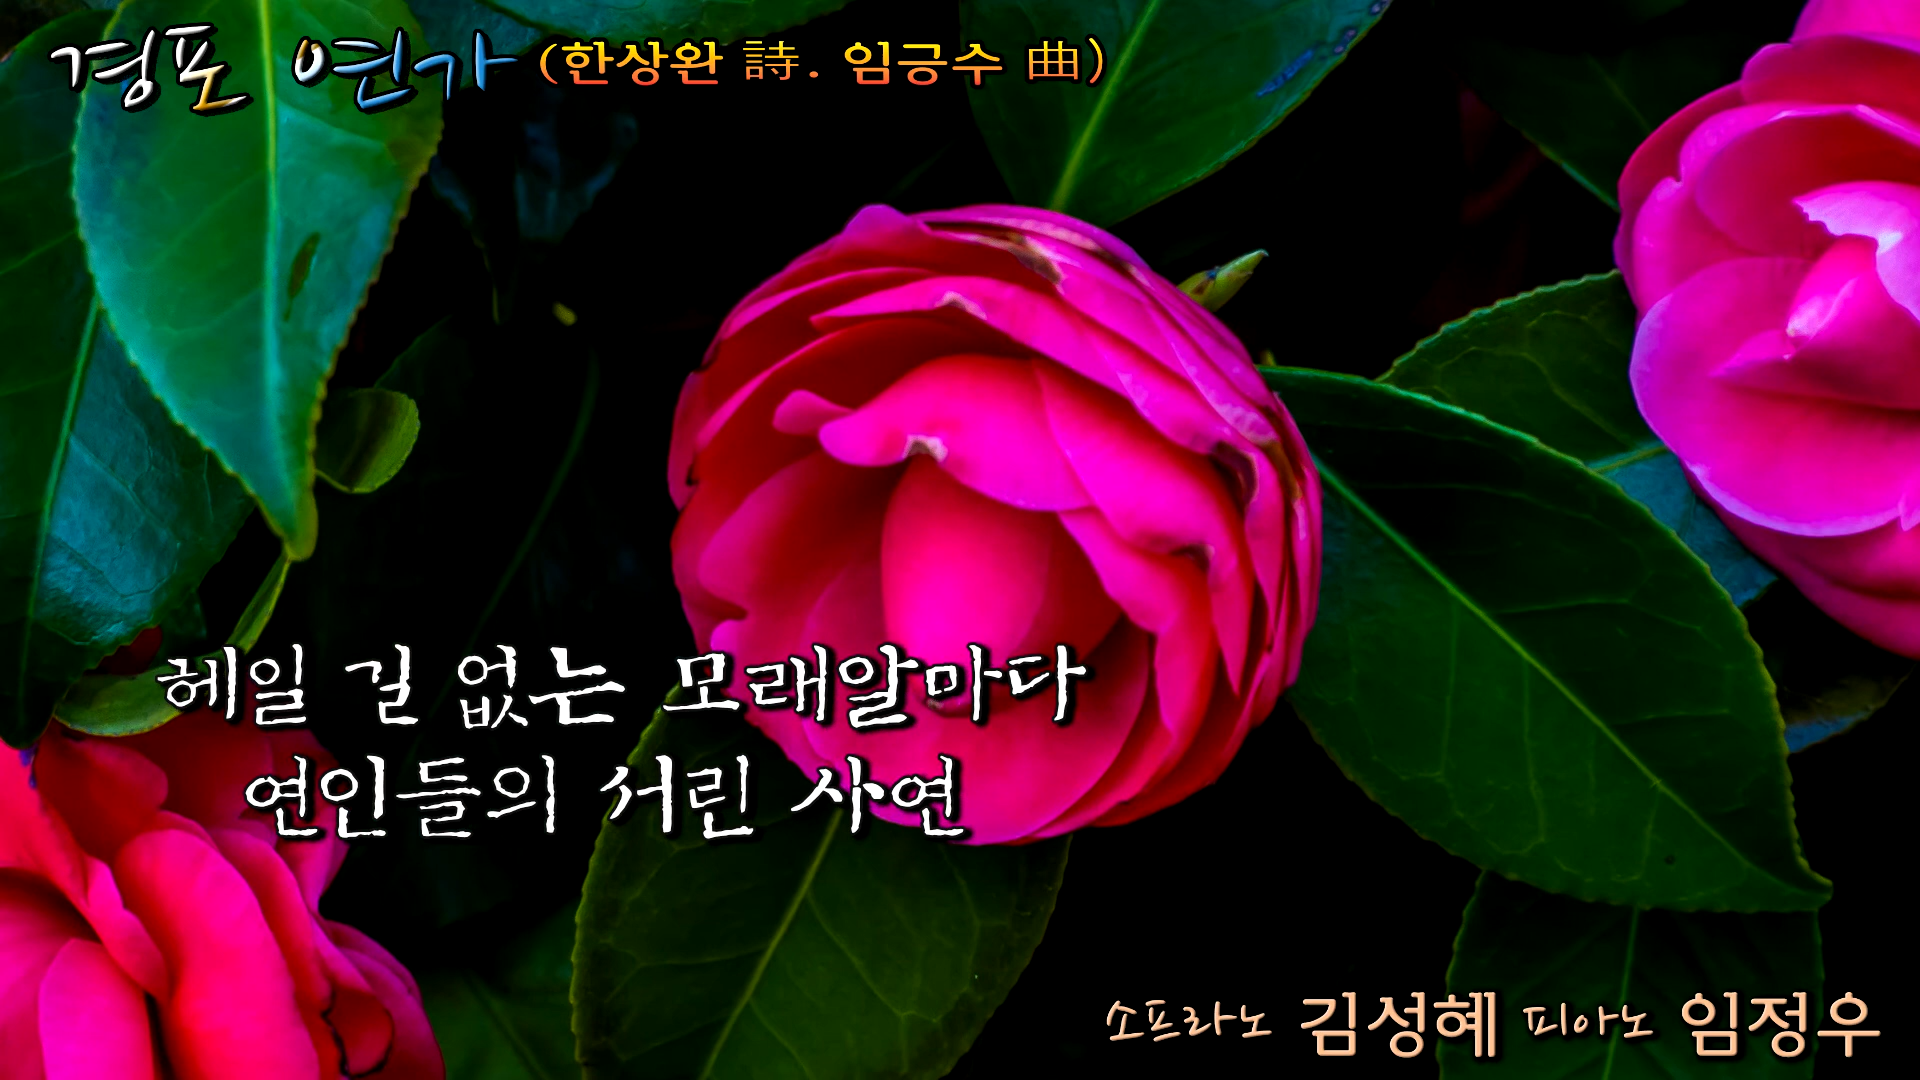 경포 연가 (한상완 詩. 임긍수 曲)
헤일 걸 없는 모래알마다
연인들의 서린 사연
소프라노 김성혜 피아노 임정우